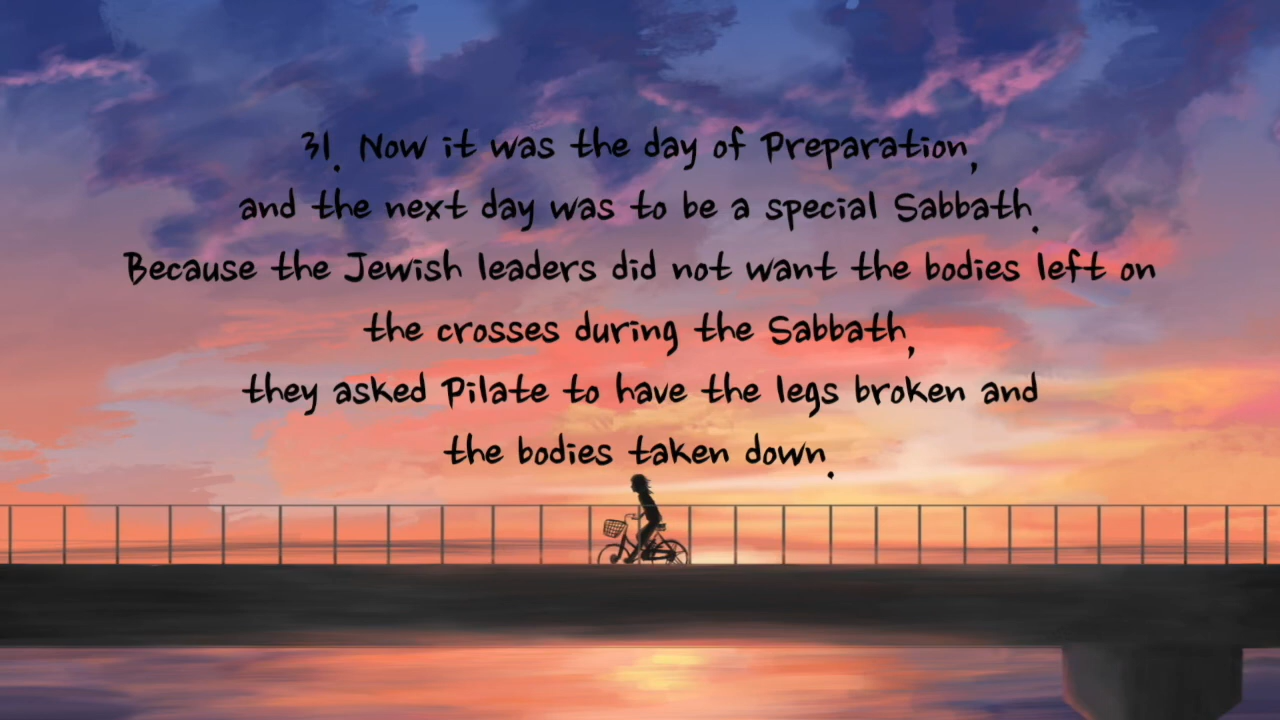 31. Now it was the day of Preparation,
and the next day was to be a special Sabbath.
Because the Jewish leaders did not want the bodies left on
the crosses during the Sabbath,
they asked Pilate to have the legs broken and
the bodies taken down.